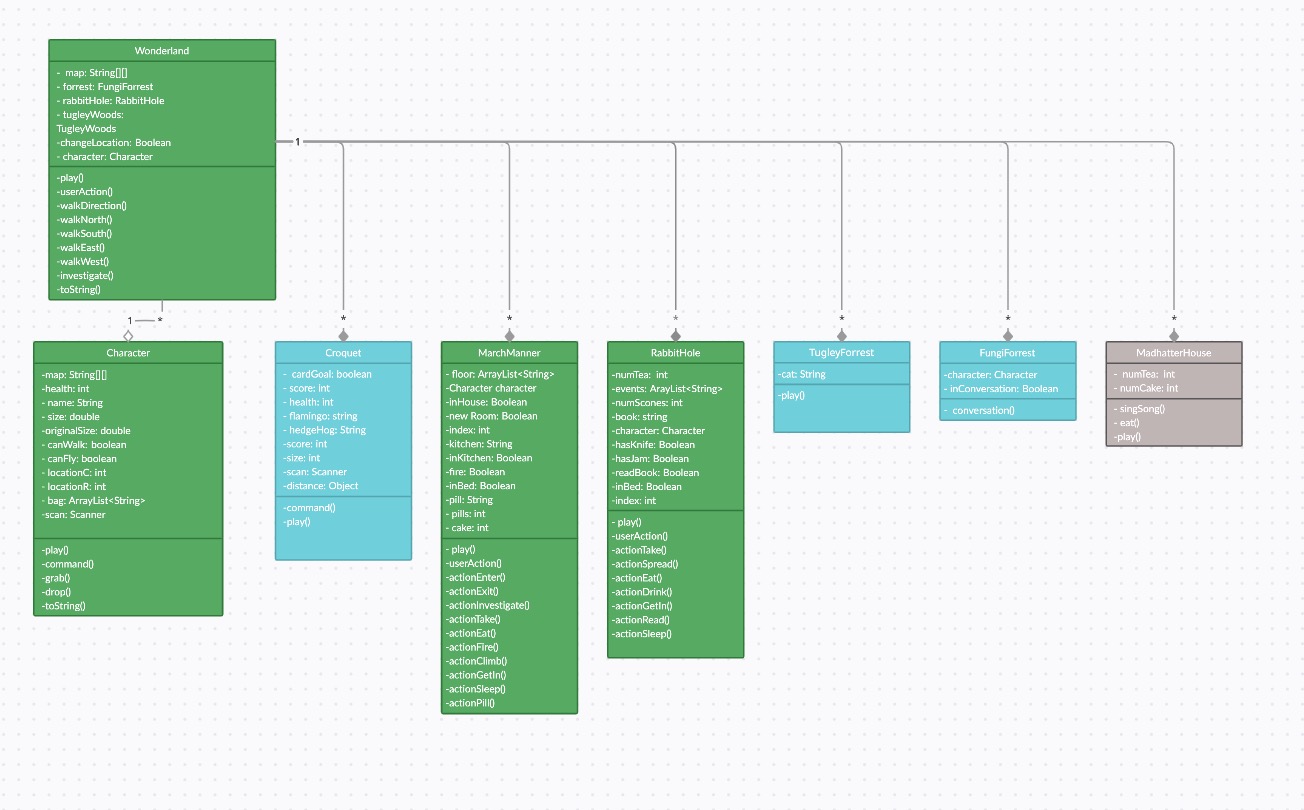 Wonderland
- map: String[][]
- forrest: FungiForrest
- rabbitHole: RabbitHole
- tugleyWoods:
TugleyWoods
-changeLocation: Boolean
- character: Character
-play()
-userAction()
-walkDirection()
-walkNorth()
-walkSouth()
-walkEast()
-walkWest()
-investigate()
-toString()
1
1
*
*
*
*
*
*
*
Character
-map: String[][]
-health: int
- name: String
- size: double
-originalSize: double
- canWalk: boolean
- canFly: boolean
- locationC: int
- locationR: int
- bag: ArrayList<String>
-scan: Scanner
-play()
-command()
-grab()
-drop()
-toString()
Croquet
- cardGoal: boolean
- score: int
- health: int
- flamingo: string
- hedgeHog: String
-score: int
-size: int
-scan: Scanner
-distance: Object
-command()
-play()
MarchManner
- floor: ArrayList<String>
-Character character
-inHouse: Boolean
-new Room: Boolean
-index: int
-kitchen: String
-inKitchen: Boolean
-fire: Boolean
-inBed: Boolean
-pill: String
- pills: int
- cake: int
- play()
-userAction()
-actionEnter()
-actionExit()
-actionInvestigate()
-actionTake()
-actionEat()
-actionFire()
-actionClimb()
-actionGetIn()
-actionSleep()
-actionPill()
RabbitHole
-numTea: int
-events: ArayList<String>
-numScones: int
-book: string
-character: Character
-hasKnife: Boolean
-hasJam: Boolean
-readBook: Boolean
-inBed: Boolean
-index: int
- play()
-userAction()
-actionTake()
-actionSpread()
-actionEat()
-actionDrink()
-actionGetIn()
-actionRead()
-actionSleep()
TugleyForrest
-cat: String
-play()
FungiForrest
-character: Character
- inConversation: Boolean
- conversation()
MadhatterHouse
- numTea: int
- numCake: int
- singSong()
- eat()
-play()